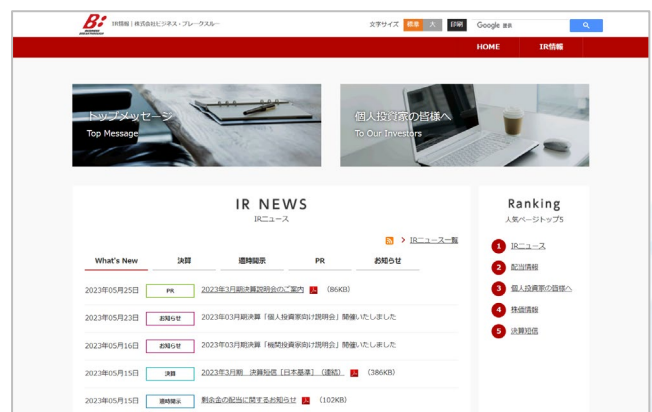 IR情報｜株式会社ビジネス・ブレークスルー
文字サイズ 標準 大 印刷 Google 検索
HOME IR情報
トップメッセージ
Top Message
個人投資家の皆様へ
To Our Investors
IR NEWS
IRニュース
IRニュース一覧
What's New 決算 適時開示 PR お知らせ
2023年05月25日 PR 2023年3月期決算説明会のご案内 (86KB)
2023年05月23日 お知らせ 2023年03月期決算「個人投資家向け説明会」開催いたしました
2023年05月16日 お知らせ 2023年03月期決算「機関投資家向け説明会」開催いたしました
2023年05月15日 決算 2023年3月期 決算短信［日本基準］（連結） (386KB)
2023年05月15日 適時開示 剰余金の配当に関するお知らせ (102KB)
Ranking
人気ページトップ5
1 IRニュース
2 配当情報
3 個人投資家の皆様へ
4 株価情報
5 決算短信